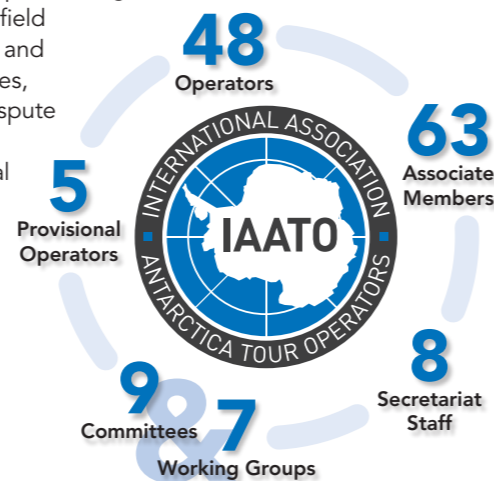 field
and
es,
spute
al
48
Operators
63
Associate
Members
5
Provisional
Operators
INTERNATIONAL ASSOCIATION
IAATO
ANTARCTICA TOUR OPERATORS
8
Secretariat
Staff
9
Committees
&
7
Working Groups